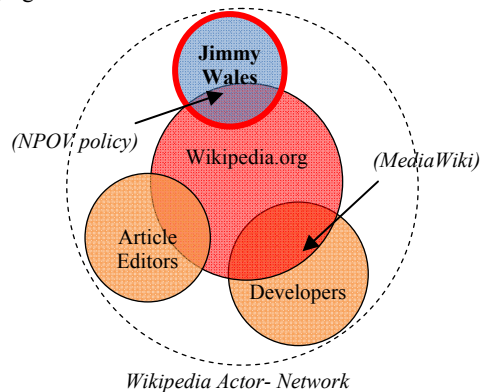 Jimmy
Wales
(NPOV policy)
Wikipedia.org
(MediaWiki)
Article
Editors
Developers
Wikipedia Actor- Network